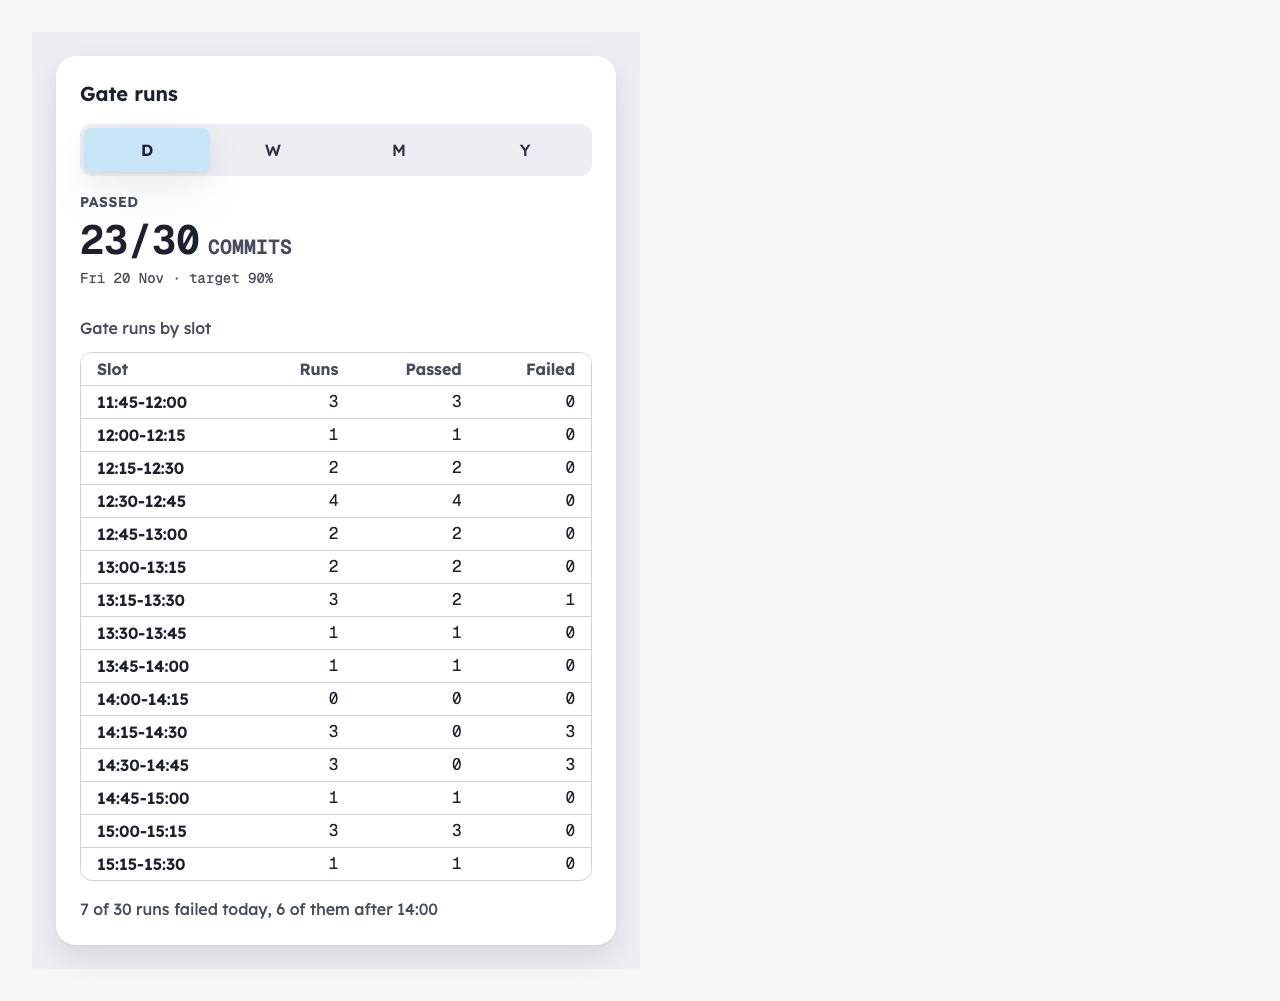 Gate runs
D W M Y
PASSED
23/30 COMMITS
Fri 20 Nov · target 90%
Gate runs by slot
Slot Runs Passed Failed
11:45-12:00 3 3 0
12:00-12:15 1 1 0
12:15-12:30 2 2 0
12:30-12:45 4 4 0
12:45-13:00 2 2 0
13:00-13:15 2 2 0
13:15-13:30 3 2 1
13:30-13:45 1 1 0
13:45-14:00 1 1 0
14:00-14:15 0 0 0
14:15-14:30 3 0 3
14:30-14:45 3 0 3
14:45-15:00 1 1 0
15:00-15:15 3 3 0
15:15-15:30 1 1 0
7 of 30 runs failed today, 6 of them after 14:00